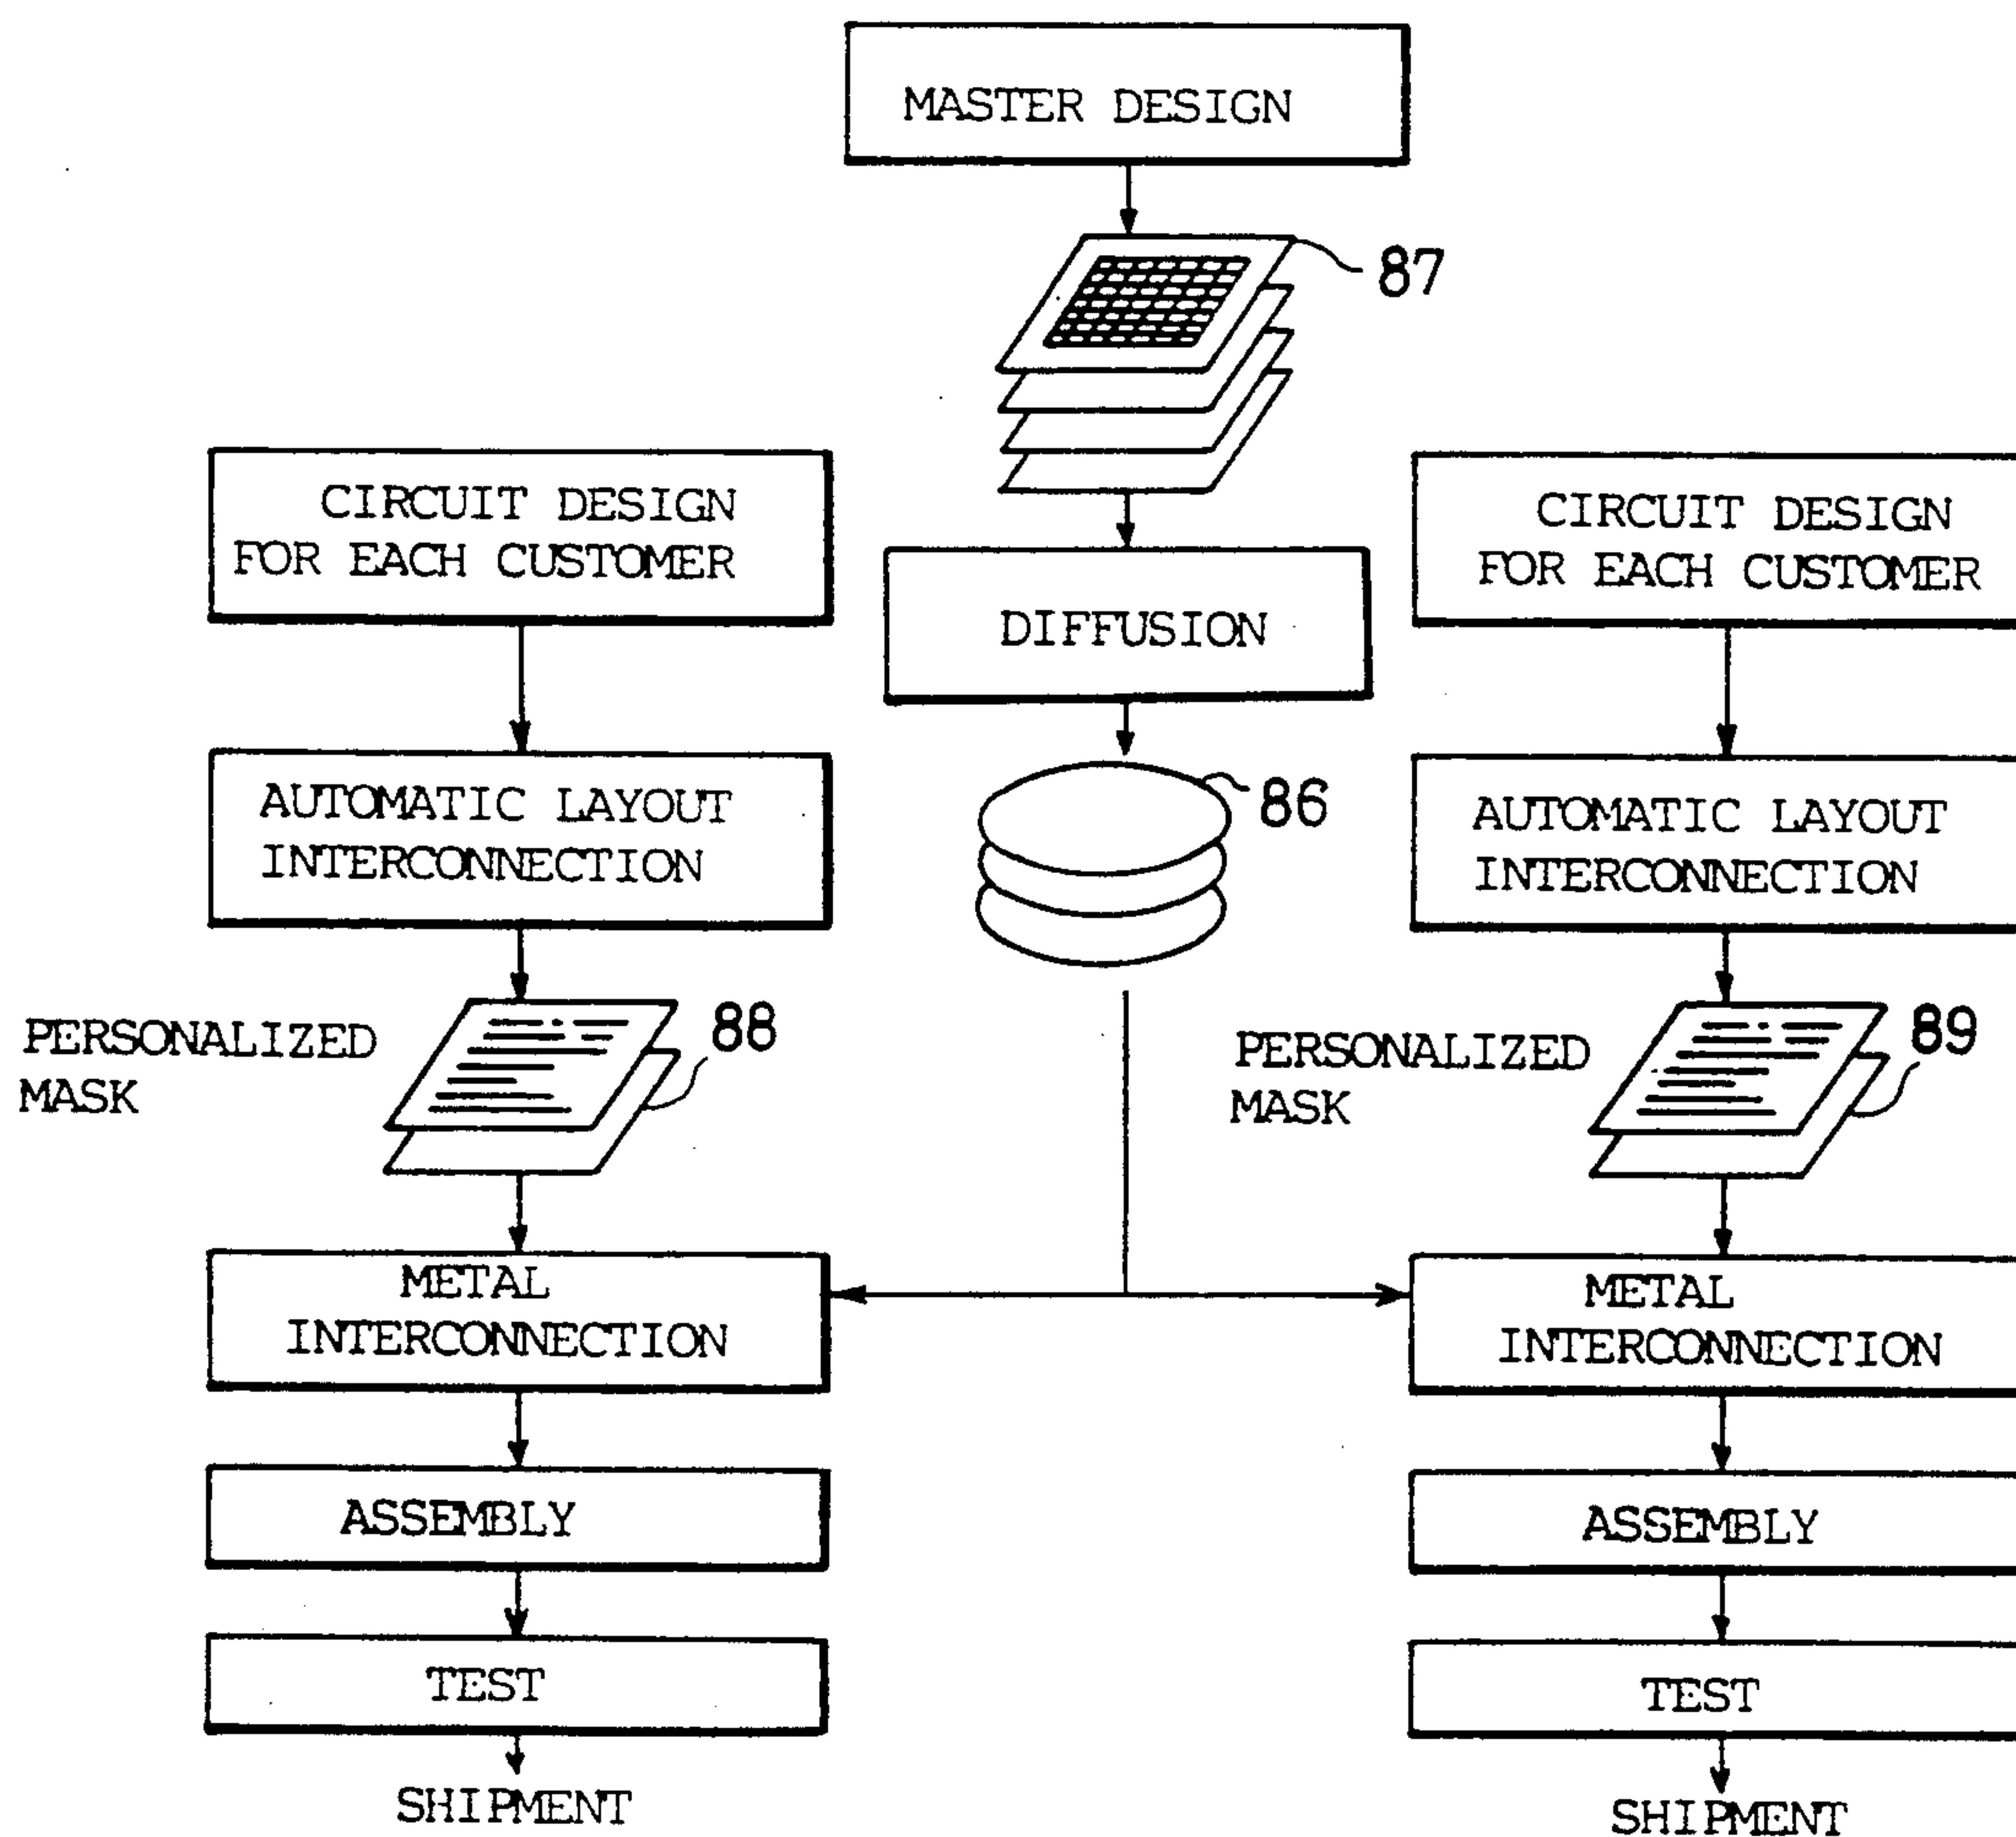 MASTER DESIGN
87
CIRCUIT DESIGN
FOR EACH CUSTOMER
DIFFUSION
CIRCUIT DESIGN
FOR EACH CUSTOMER
AUTOMATIC LAYOUT
INTERCONNECTION
86
AUTOMATIC LAYOUT
INTERCONNECTION
PERSONALIZED
MASK
88
PERSONALIZED
MASK
89
METAL
INTERCONNECTION
METAL
INTERCONNECTION
ASSEMBLY
ASSEMBLY
TEST
TEST
SHIPMENT
SHIPMENT